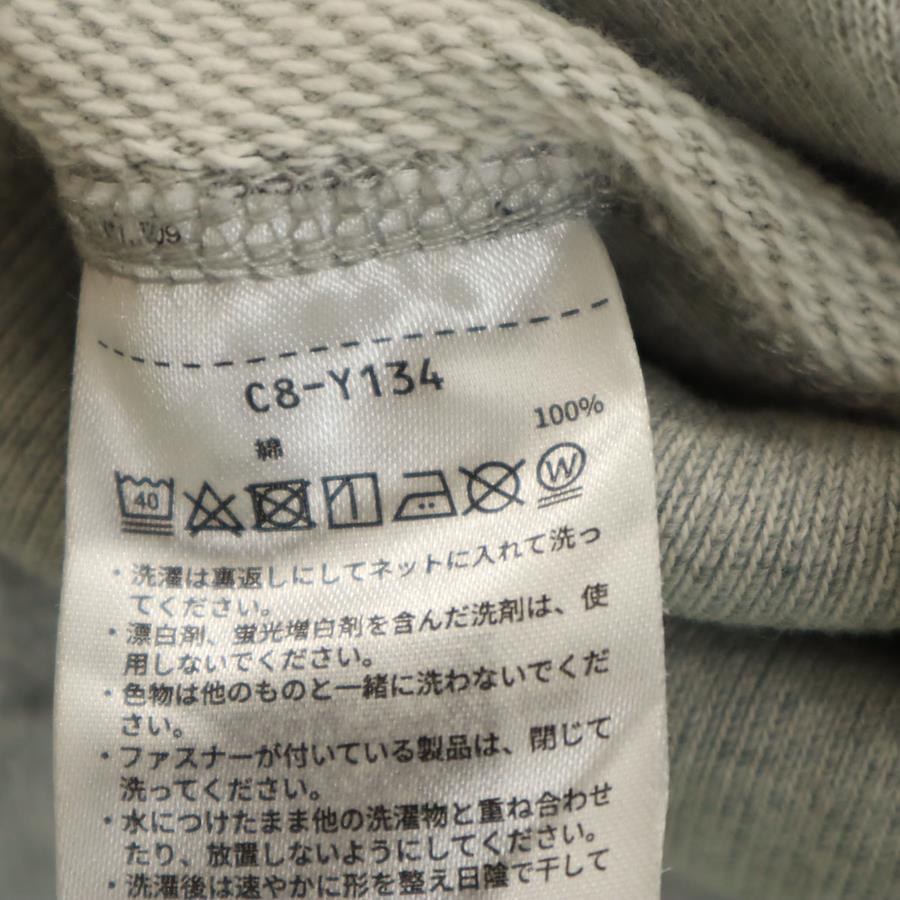 C8-Y134
100%
綿
40 W
・洗濯は裏返しにしてネットに入れて洗っ
てください。
・漂白剤、蛍光増白剤を含んだ洗剤は、使
用しないでください。
・色物は他のものと一緒に洗わないでくだ
さい。
・ファスナーが付いている製品は、閉じて
洗ってください。
・水につけたまま他の洗濯物と重ね合わせ
たり、放置しないようにしてください。
・洗濯後は速やかに形を整え日陰で干して